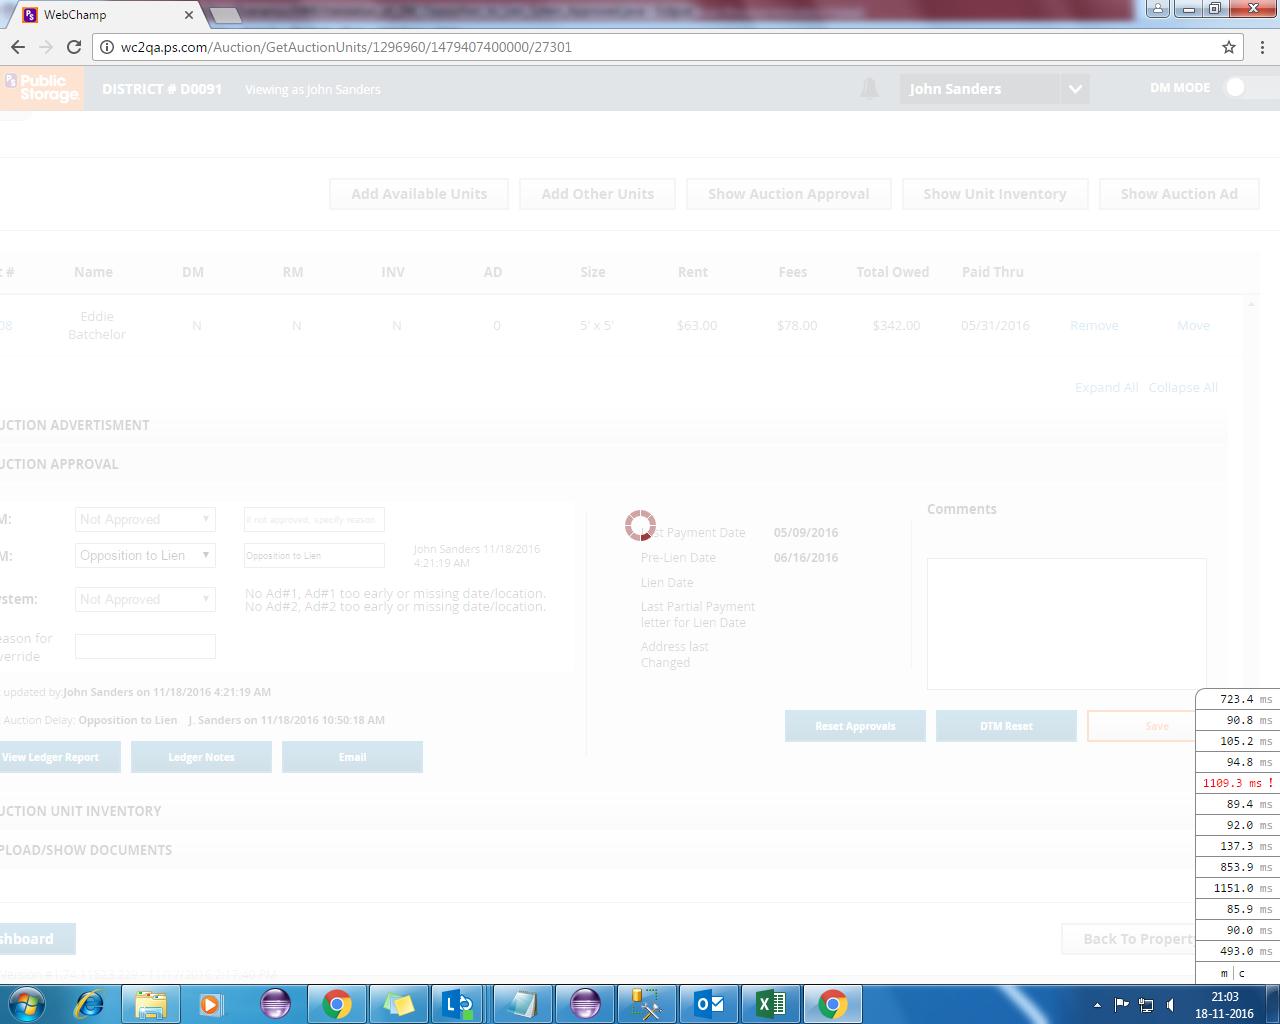 WebChamp
wc2qa.ps.com/Auction/GetAuctionUnits/1296960/1479407400000/27301
PS Public Storage
DISTRICT # D0091 Viewing as John Sanders John Sanders DM MODE
Add Available Units Add Other Units Show Auction Approval Show Unit Inventory Show Auction Ad
# Name DM RM INV AD Size Rent Fees Total Owed Paid Thru
08 Eddie Batchelor N N N 0 5' x 5' $63.00 $78.00 $342.00 05/31/2016 Remove Move
Expand All Collapse All
UCTION ADVERTISMENT
UCTION APPROVAL
M: Not Approved ▼ If not approved, specify reason
M: Opposition to Lien ▼ Opposition to Lien John Sanders 11/18/2016
4:21:19 AM
ystem: Not Approved ▼ No Ad#1, Ad#1 too early or missing date/location.
No Ad#2, Ad#2 too early or missing date/location.
eason for
verride
updated by:John Sanders on 11/18/2016 4:21:19 AM
Auction Delay: Opposition to Lien J. Sanders on 11/18/2016 10:50:18 AM
View Ledger Report Ledger Notes Email
Last Payment Date 05/09/2016
Pre-Lien Date 06/16/2016
Lien Date
Last Partial Payment
letter for Lien Date
Address last
Changed
Comments
Reset Approvals DTM Reset Save
UCTION UNIT INVENTORY
PLOAD/SHOW DOCUMENTS
shboard Back To Propert
723.4 ms
90.8 ms
105.2 ms
94.8 ms
1109.3 ms !
89.4 ms
92.0 ms
137.3 ms
853.9 ms
1151.0 ms
85.9 ms
90.0 ms
493.0 ms
m c
21:03
18-11-2016